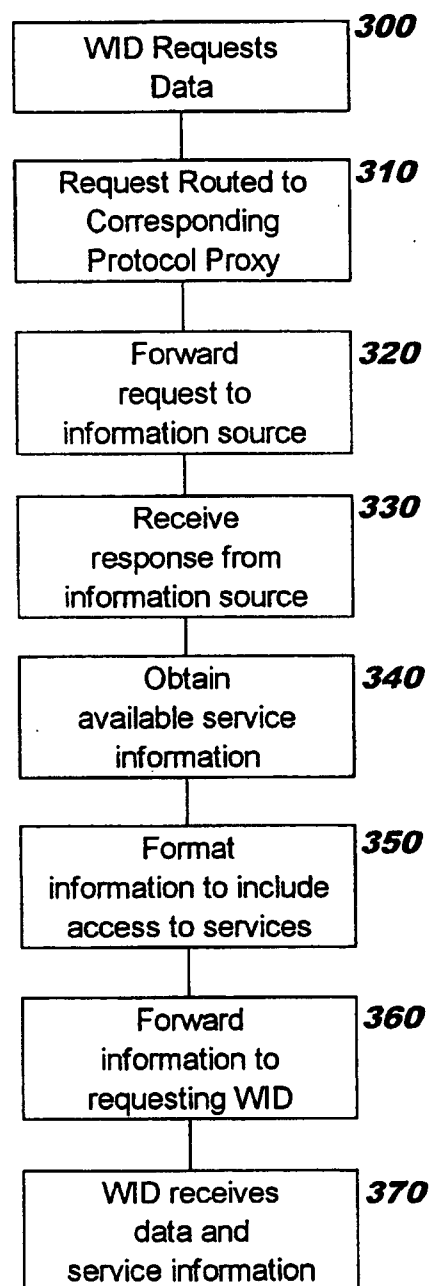 300
WID Requests
Data
310
Request Routed to
Corresponding
Protocol Proxy
320
Forward
request to
information source
330
Receive
response from
information source
340
Obtain
available service
information
350
Format
information to include
access to services
360
Forward
information to
requesting WID
370
WID receives
data and
service information